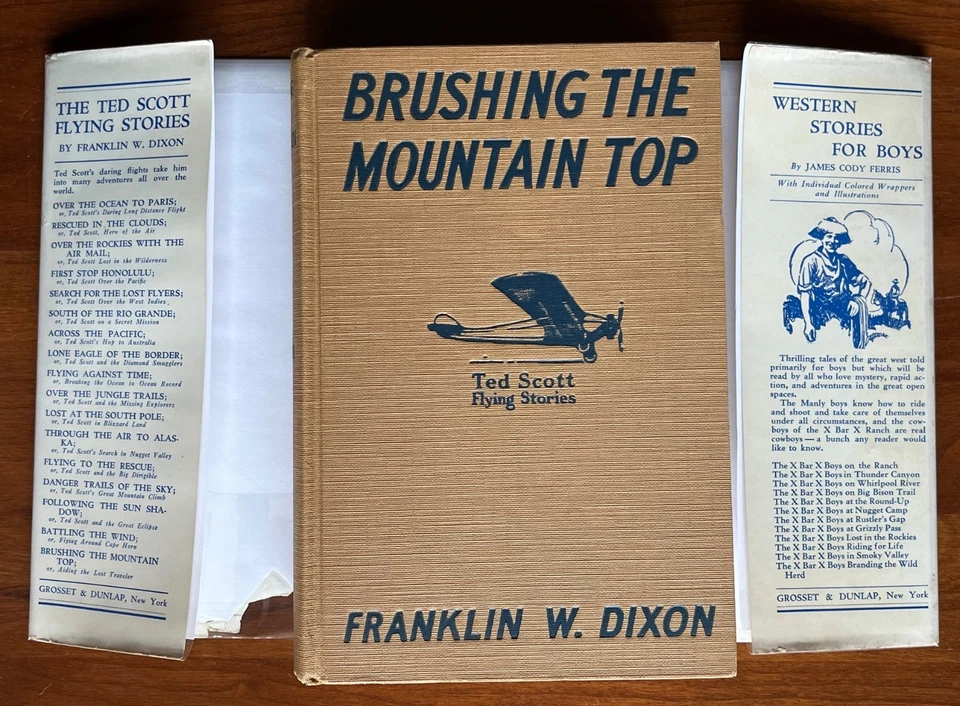 THE TED SCOTT
FLYING STORIES
BY FRANKLIN W. DIXON
Ted Scott's daring flights take him
into many adventures all over the
world.
OVER THE OCEAN TO PARIS;
or, Ted Scott's Daring Long Distance Flight
RESCUED IN THE CLOUDS;
or, Ted Scott, Hero of the Air
OVER THE ROCKIES WITH THE
AIR MAIL;
or, Ted Scott Lost in the Wilderness
FIRST STOP HONOLULU;
or, Ted Scott Over the Pacific
SEARCH FOR THE LOST FLYERS;
or, Ted Scott Over the West Indies
SOUTH OF THE RIO GRANDE;
or, Ted Scott on a Secret Mission
ACROSS THE PACIFIC;
or, Ted Scott's Hop to Australia
LONE EAGLE OF THE BORDER;
or, Ted Scott and the Diamond Smugglers
FLYING AGAINST TIME;
or, Breaking the Ocean to Ocean Record
OVER THE JUNGLE TRAILS;
or, Ted Scott and the Missing Explorers
LOST AT THE SOUTH POLE;
or, Ted Scott in Blizzard Land
THROUGH THE AIR TO ALAS-
KA;
or, Ted Scott's Search in Nugget Valley
FLYING TO THE RESCUE;
or, Ted Scott and the Big Dirigible
DANGER TRAILS OF THE SKY;
or, Ted Scott's Great Mountain Climb
FOLLOWING THE SUN SHA-
DOW;
or, Ted Scott and the Great Eclipse
BATTLING THE WIND;
or, Flying Around Cape Horn
BRUSHING THE MOUNTAIN
TOP;
or, Aiding the Lost Traveler
GROSSET & DUNLAP, New York
BRUSHING THE
MOUNTAIN TOP
Ted Scott
Flying Stories
FRANKLIN W. DIXON
WESTERN
STORIES
FOR BOYS
By JAMES CODY FERRIS
With Individual Colored Wrappers
and Illustrations
Thrilling tales of the great west told
primarily for boys but which will be
read by all who love mystery, rapid ac-
tion, and adventures in the great open
spaces.
The Manly boys know how to ride
and shoot and take care of themselves
under all circumstances, and the cow-
boys of the X Bar X Ranch are real
cowboys—a bunch any reader would
like to know.
The X Bar X Boys on the Ranch
The X Bar X Boys in Thunder Canyon
The X Bar X Boys on Whirlpool River
The X Bar X Boys on Big Bison Trail
The X Bar X Boys at the Round-Up
The X Bar X Boys at Nugget Camp
The X Bar X Boys at Rustler's Gap
The X Bar X Boys at Grizzly Pass
The X Bar X Boys Lost in the Rockies
The X Bar X Boys Riding for Life
The X Bar X Boys in Smoky Valley
The X Bar X Boys Branding the Wild
Herd
GROSSET & DUNLAP, New York